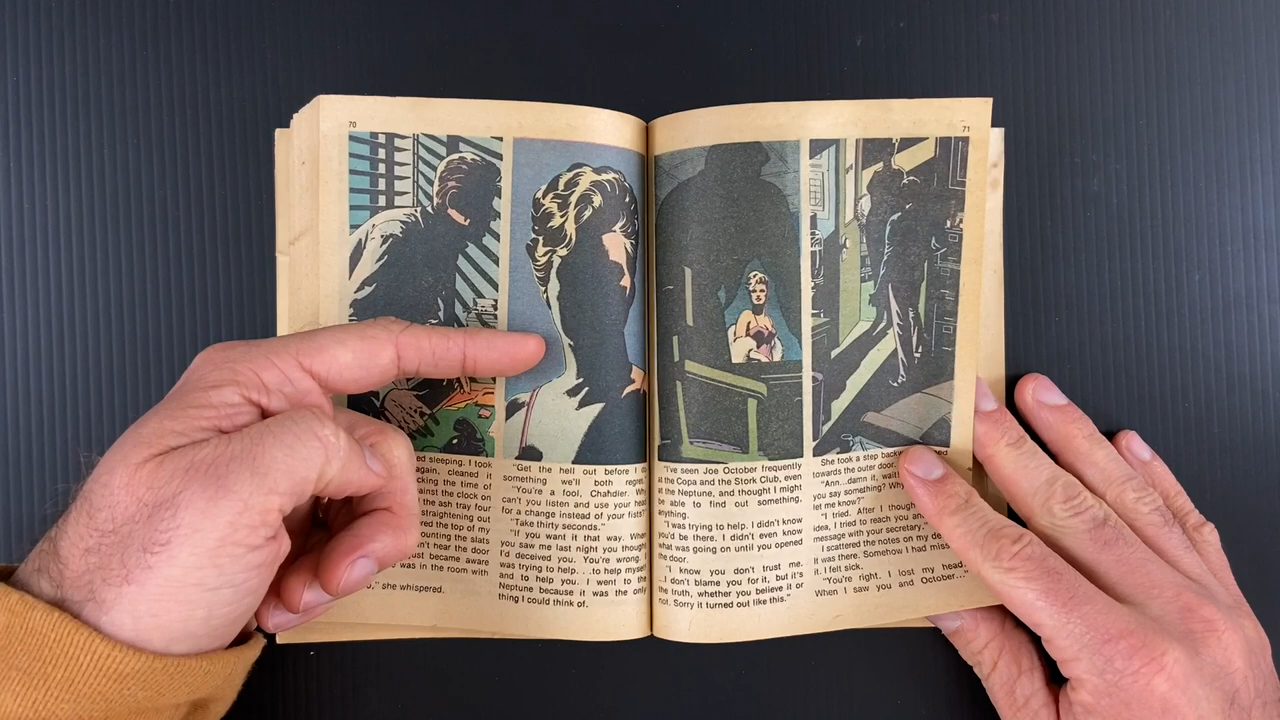 70
ed sleeping. I took
again, cleaned it
cking the time of
ainst the clock on
the ash tray four
straightening out
red the top of my
ounting the slats
n't hear the door
just became aware
was in the room with
," she whispered.
"Get the hell out before I do
something we'll both regret."
"You're a fool, Chandler. Why
can't you listen and use your head
for a change instead of your fists?"
"Take thirty seconds."
"If you want it that way. When
you saw me last night you thought
I'd deceived you. You're wrong. I
was trying to help. . .to help myself
and to help you. I went to the
Neptune because it was the only
thing I could think of.
71
"I've seen Joe October frequently
at the Copa and the Stork Club, even
at the Neptune, and thought I might
be able to find out something,
anything.
"I was trying to help. I didn't know
you'd be there. I didn't even know
what was going on until you opened
the door.
"I know you don't trust me.
...I don't blame you for it, but it's
the truth, whether you believe it or
not. Sorry it turned out like this."
She took a step backw ed
towards the outer door.
"Ann...damn it, wait
you say something? Why
let me know?"
"I tried. After I though
idea, I tried to reach you an
message with your secretary."
I scattered the notes on my de
It was there. Somehow I had miss
it. I felt sick.
"You're right. I lost my head.
When I saw you and October..."